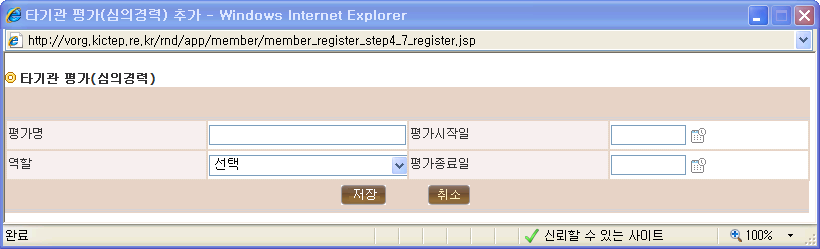 타기관 평가(심의경력) 추가 - Windows Internet Explorer
http://vorg.kictep.re.kr/rnd/app/member/member_register_step4_7_register.jsp
타기관 평가(심의경력)
평가명 평가시작일
역할 선택 평가종료일
저장 취소
완료 신뢰할 수 있는 사이트 100%